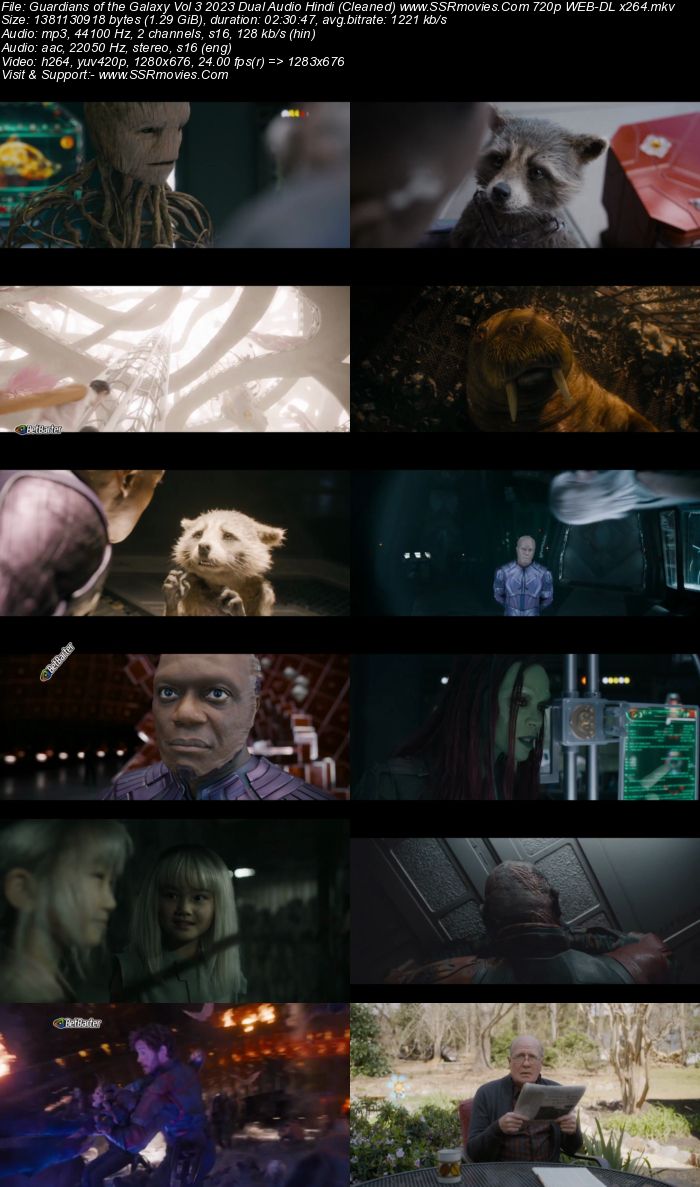 File: Guardians of the Galaxy Vol 3 2023 Dual Audio Hindi (Cleaned) www.SSRmovies.Com 720p WEB-DL x264.mkv
Size: 1381130918 bytes (1.29 GiB), duration: 02:30:47, avg.bitrate: 1221 kb/s
Audio: mp3, 44100 Hz, 2 channels, s16, 128 kb/s (hin)
Audio: aac, 22050 Hz, stereo, s16 (eng)
Video: h264, yuv420p, 1280x676, 24.00 fps(r) => 1283x676
Visit & Support:- www.SSRmovies.Com
BetBarter
BetBarter
BetBarter